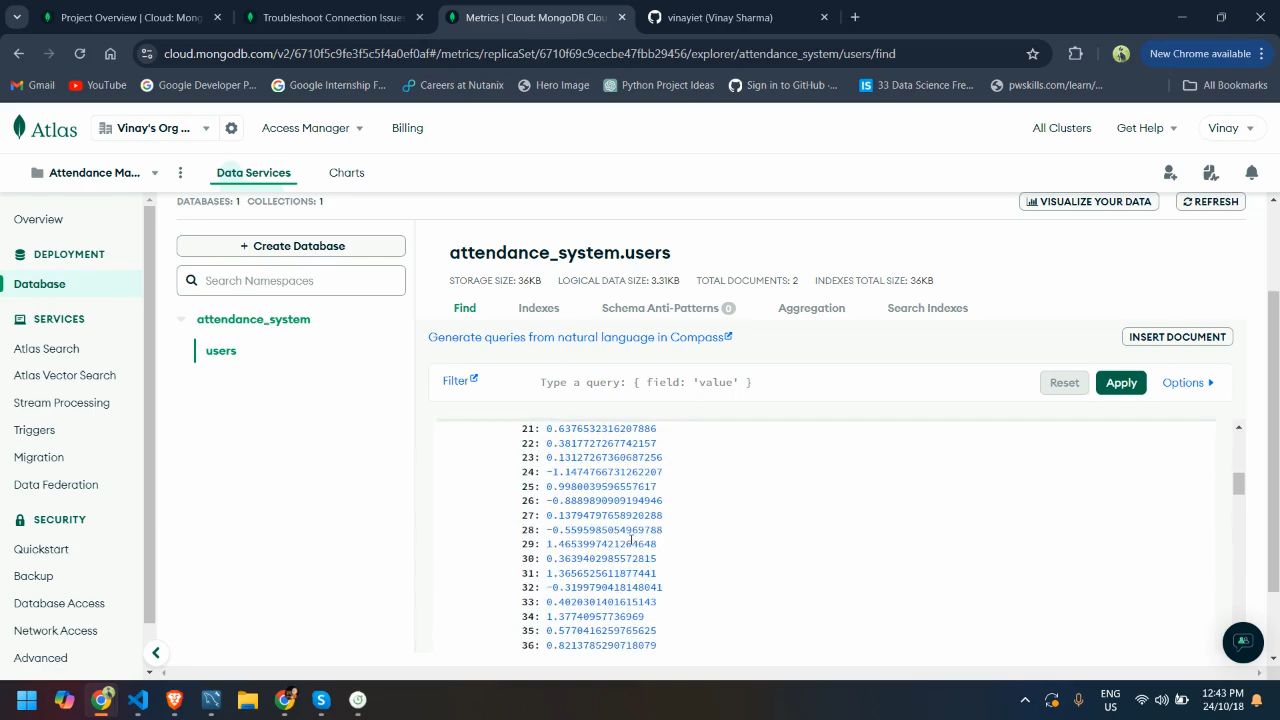 Project Overview | Cloud: Mong
Troubleshoot Connection Issues
Metrics | Cloud: MongoDB Clou
vinayiet (Vinay Sharma)
cloud.mongodb.com/v2/6710f5c9fe3f5c5f4a0ef0af#/metrics/replicaSet/6710f69c9cecbe47fbb29456/explorer/attendance_system/users/find
New Chrome available
Gmail
YouTube
Google Developer P...
Google Internship F...
Careers at Nutanix
Hero Image
Python Project Ideas
Sign in to GitHub ·...
33 Data Science Fre...
pwskills.com/learn/...
All Bookmarks
Atlas
Vinay's Org ...
Access Manager
Billing
All Clusters
Get Help
Vinay
Attendance Ma...
Data Services
Charts
Overview
DEPLOYMENT
Database
SERVICES
Atlas Search
Atlas Vector Search
Stream Processing
Triggers
Migration
Data Federation
SECURITY
Quickstart
Backup
Database Access
Network Access
Advanced
DATABASES: 1 COLLECTIONS: 1
VISUALIZE YOUR DATA
REFRESH
+ Create Database
Search Namespaces
attendance_system
users
attendance_system.users
STORAGE SIZE: 36KB LOGICAL DATA SIZE: 3.31KB TOTAL DOCUMENTS: 2 INDEXES TOTAL SIZE: 36KB
Find
Indexes
Schema Anti-Patterns 0
Aggregation
Search Indexes
Generate queries from natural language in Compass
INSERT DOCUMENT
Filter
Type a query: { field: 'value' }
Reset
Apply
Options
21: 0.6376532316207886
22: 0.3817727267742157
23: 0.13127267360687256
24: -1.1474766731262207
25: 0.9980039596557617
26: -0.8889890909194946
27: 0.13794797658920288
28: -0.5595985054969788
29: 1.4653997421264648
30: 0.3639402985572815
31: 1.3656525611877441
32: -0.3199790418148041
33: 0.4020301401615143
34: 1.37740957736969
35: 0.5770416259765625
36: 0.8213785290718079
ENG
US
12:43 PM
24/10/18